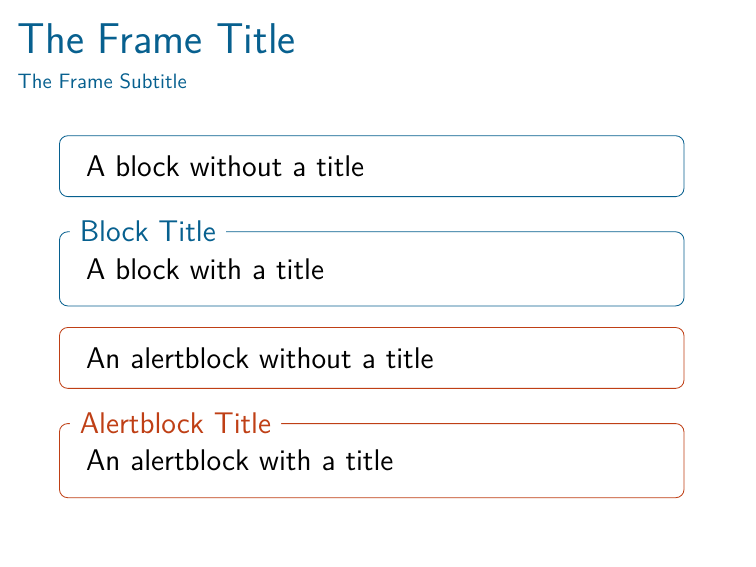 The Frame Title
The Frame Subtitle
A block without a title
Block Title
A block with a title
An alertblock without a title
Alertblock Title
An alertblock with a title